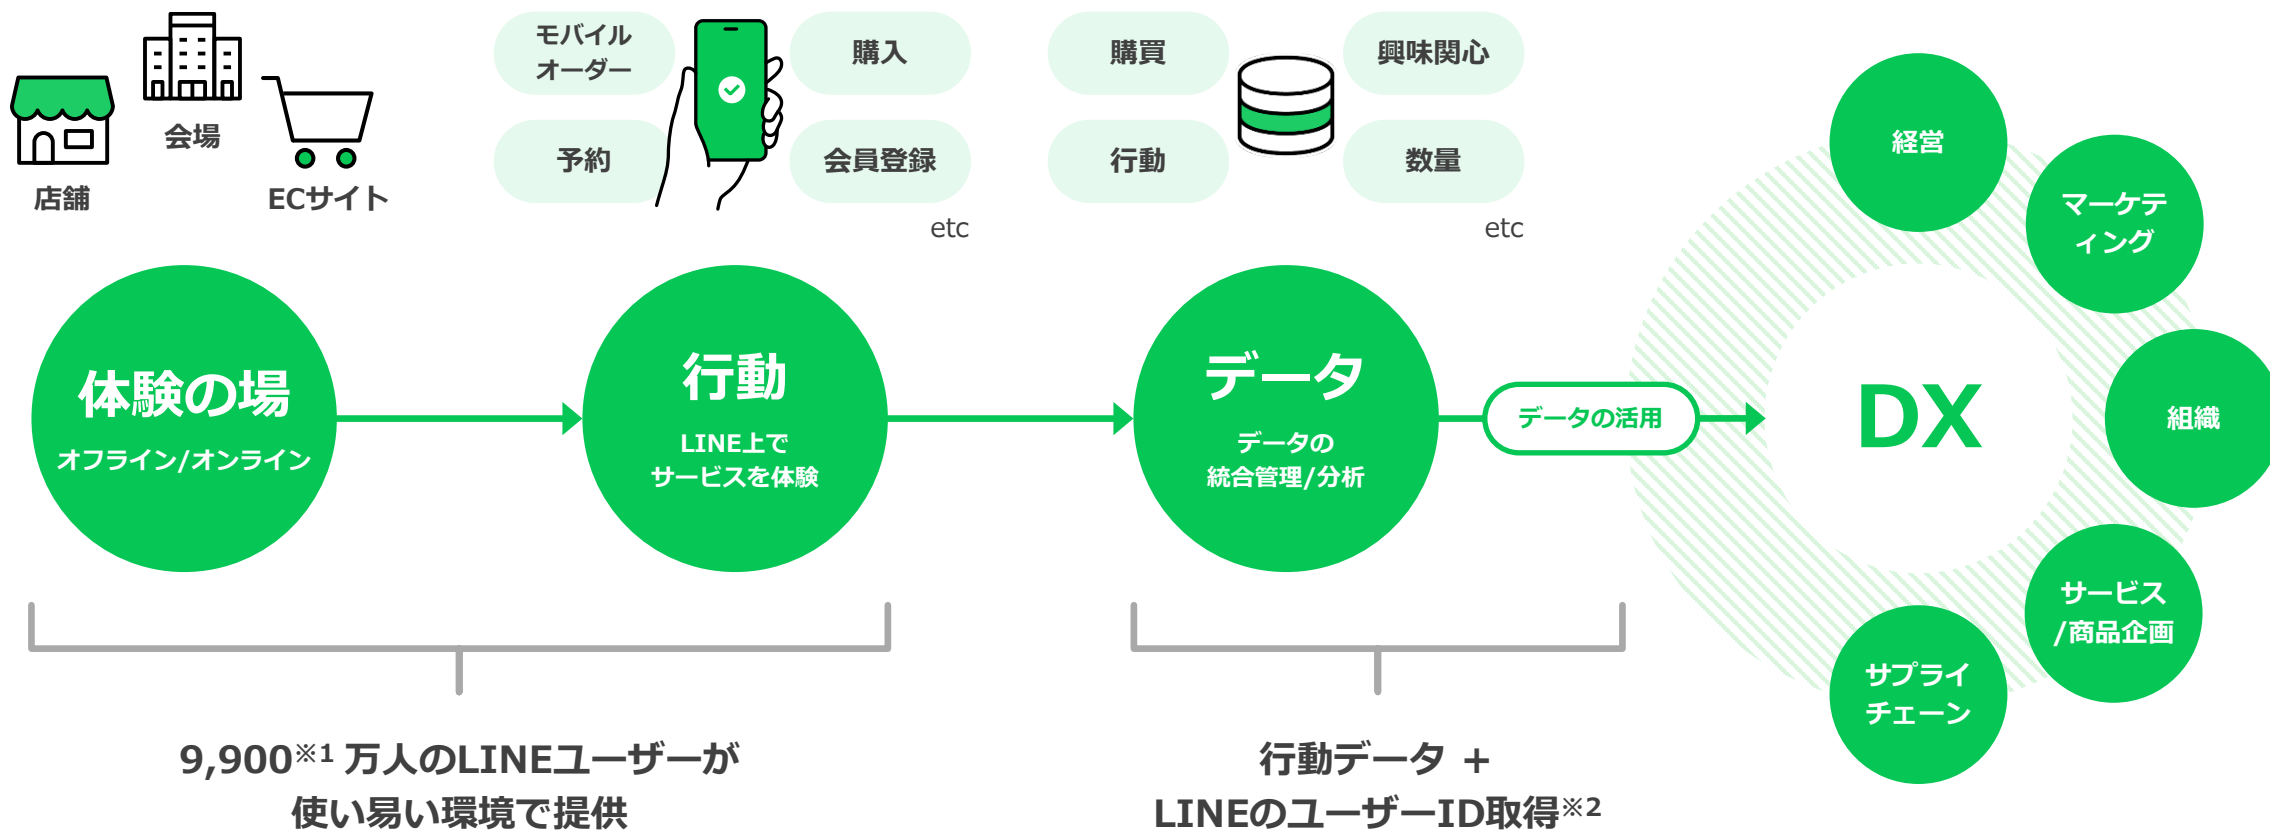 店舗
会場
ECサイト
モバイル
オーダー
購入
予約
会員登録
etc
購買
興味関心
行動
数量
etc
体験の場
オフライン/オンライン
行動
LINE上で
サービスを体験
データ
データの
統合管理/分析
データの活用
DX
経営
マーケテ
ィング
組織
サービス
/商品企画
サプライ
チェーン
9,900※1 万人のLINEユーザーが
使い易い環境で提供
行動データ +
LINEのユーザーID取得※2